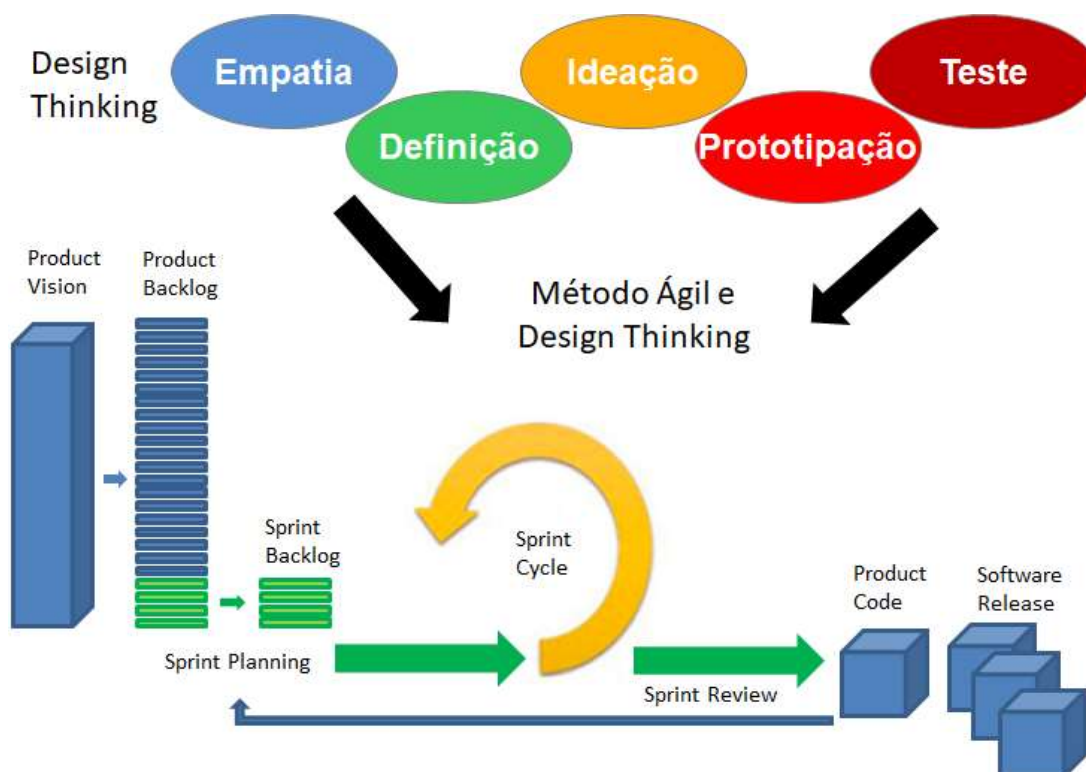 Design
Thinking
Empatia
Ideação
Teste
Definição
Prototipação
Product
Vision
Product
Backlog
Método Ágil e
Design Thinking
Sprint
Backlog
Sprint
Cycle
Product
Code
Software
Release
Sprint Planning
Sprint Review